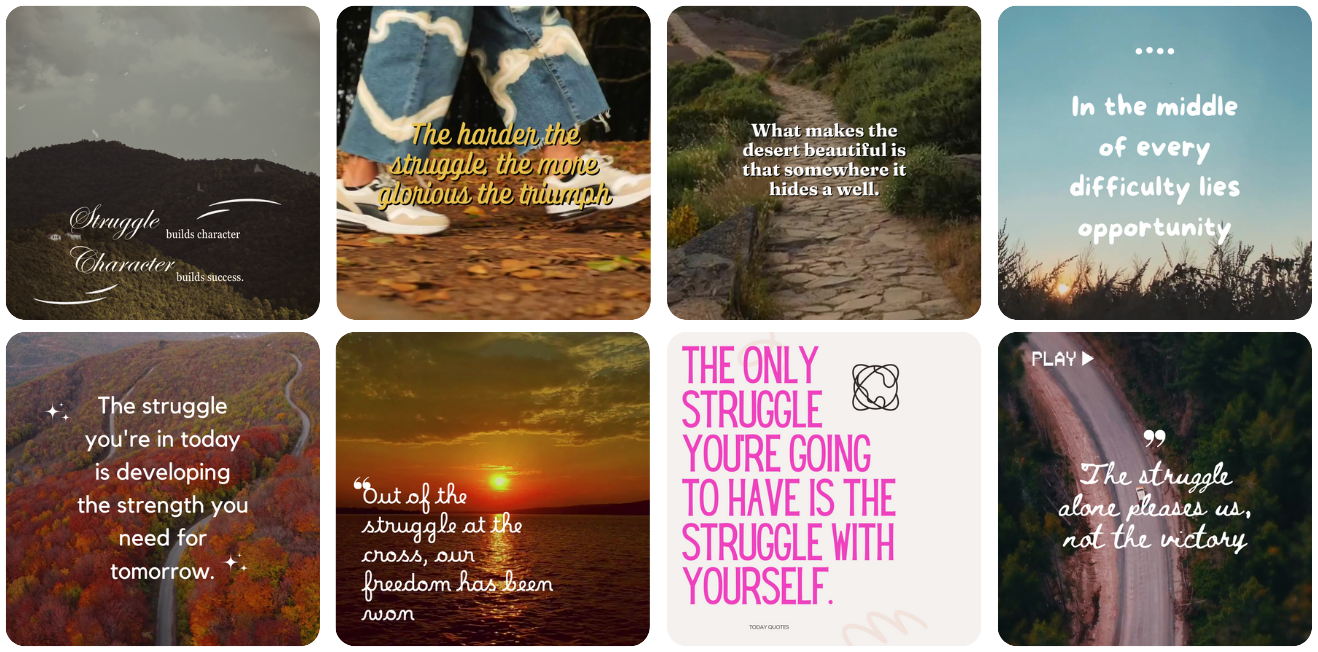 Struggle builds character
Character builds success.
The harder the
struggle, the more
glorious the triumph
What makes the
desert beautiful is
that somewhere it
hides a well.
In the middle
of every
difficulty lies
opportunity
The struggle
you're in today
is developing
the strength you
need for
tomorrow.
“Out of the
struggle at the
cross, our
freedom has been
won
THE ONLY
STRUGGLE
YOU'RE GOING
TO HAVE IS THE
STRUGGLE WITH
YOURSELF.
TODAY QUOTES
PLAY
”
The struggle
alone pleases us,
not the victory